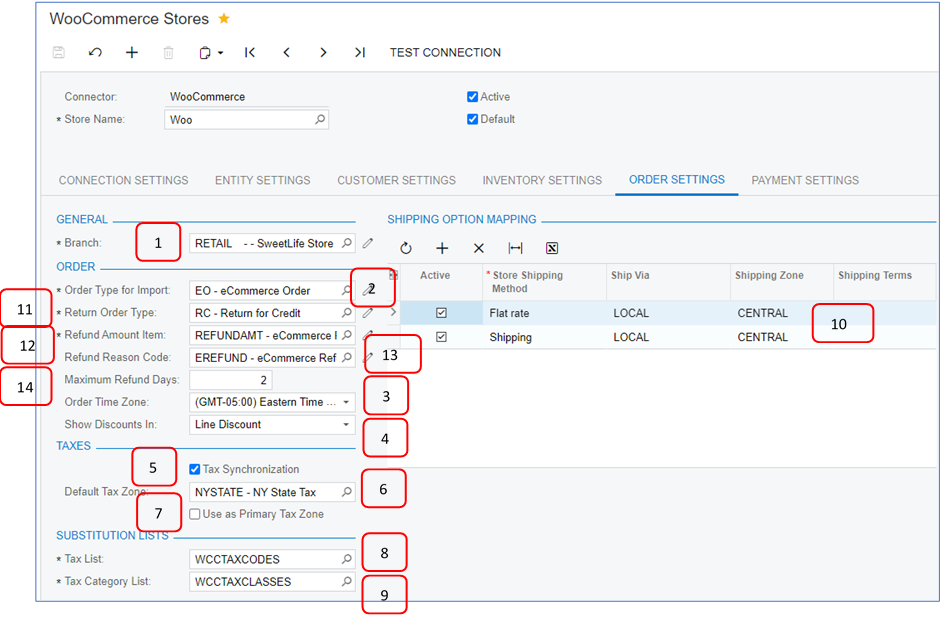 WooCommerce Stores
TEST CONNECTION
Connector: WooCommerce
Active
* Store Name: Woo
Default
CONNECTION SETTINGS ENTITY SETTINGS CUSTOMER SETTINGS INVENTORY SETTINGS ORDER SETTINGS PAYMENT SETTINGS
GENERAL
* Branch: 1 RETAIL - - SweetLife Store
ORDER
* Order Type for Import: EO - eCommerce Order 2
11 * Return Order Type: RC - Return for Credit
12 * Refund Amount Item: REFUNDAMT - eCommerce
Refund Reason Code: EREFUND - eCommerce Ref 13
14 Maximum Refund Days: 2
Order Time Zone: (GMT-05:00) Eastern Time ... 3
Show Discounts In: Line Discount 4
TAXES
5 Tax Synchronization
Default Tax Zone: NYSTATE - NY State Tax 6
7 Use as Primary Tax Zone
SUBSTITUTION LISTS
* Tax List: WCCTAXCODES 8
* Tax Category List: WCCTAXCLASSES 9
SHIPPING OPTION MAPPING
Active * Store Shipping Method Ship Via Shipping Zone Shipping Terms
Flat rate LOCAL CENTRAL 10
Shipping LOCAL CENTRAL